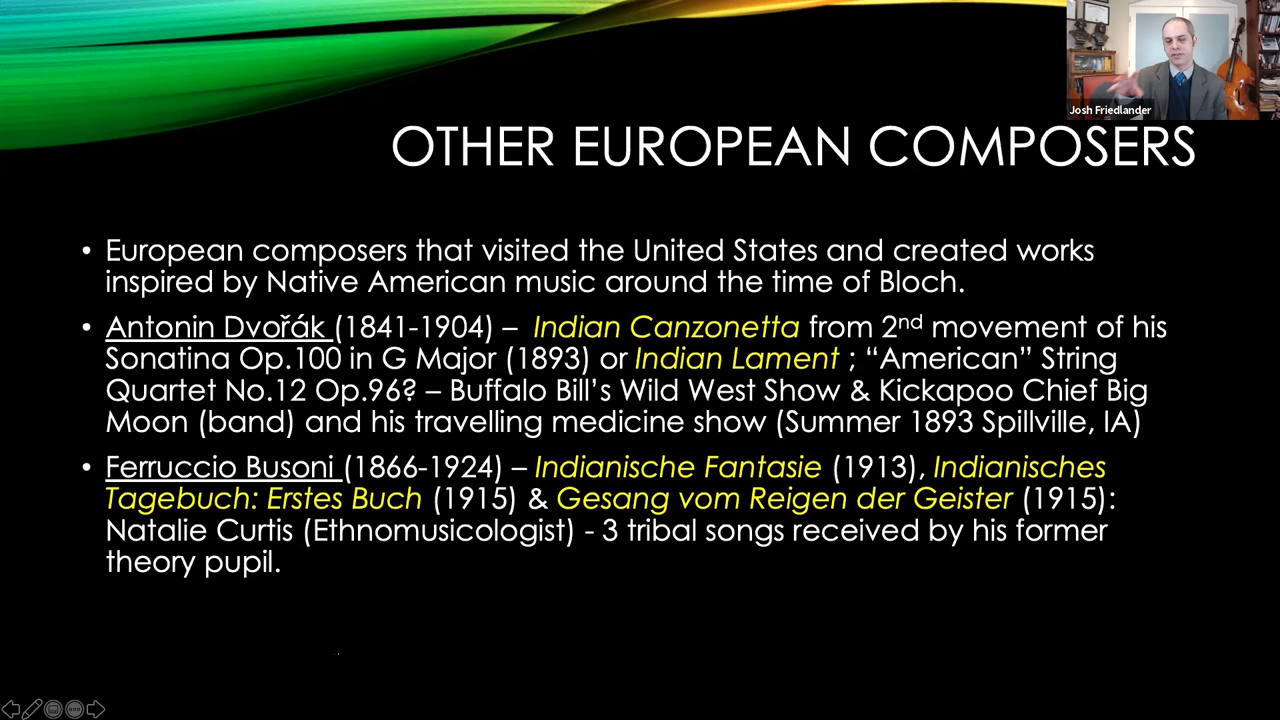 Josh Friedlander
OTHER EUROPEAN COMPOSERS
• European composers that visited the United States and created works
inspired by Native American music around the time of Bloch.
• Antonin Dvořák (1841-1904) – Indian Canzonetta from 2nd movement of his
Sonatina Op.100 in G Major (1893) or Indian Lament ; “American” String
Quartet No.12 Op.96? – Buffalo Bill’s Wild West Show & Kickapoo Chief Big
Moon (band) and his travelling medicine show (Summer 1893 Spillville, IA)
• Ferruccio Busoni (1866-1924) – Indianische Fantasie (1913), Indianisches
Tagebuch: Erstes Buch (1915) & Gesang vom Reigen der Geister (1915):
Natalie Curtis (Ethnomusicologist) - 3 tribal songs received by his former
theory pupil.